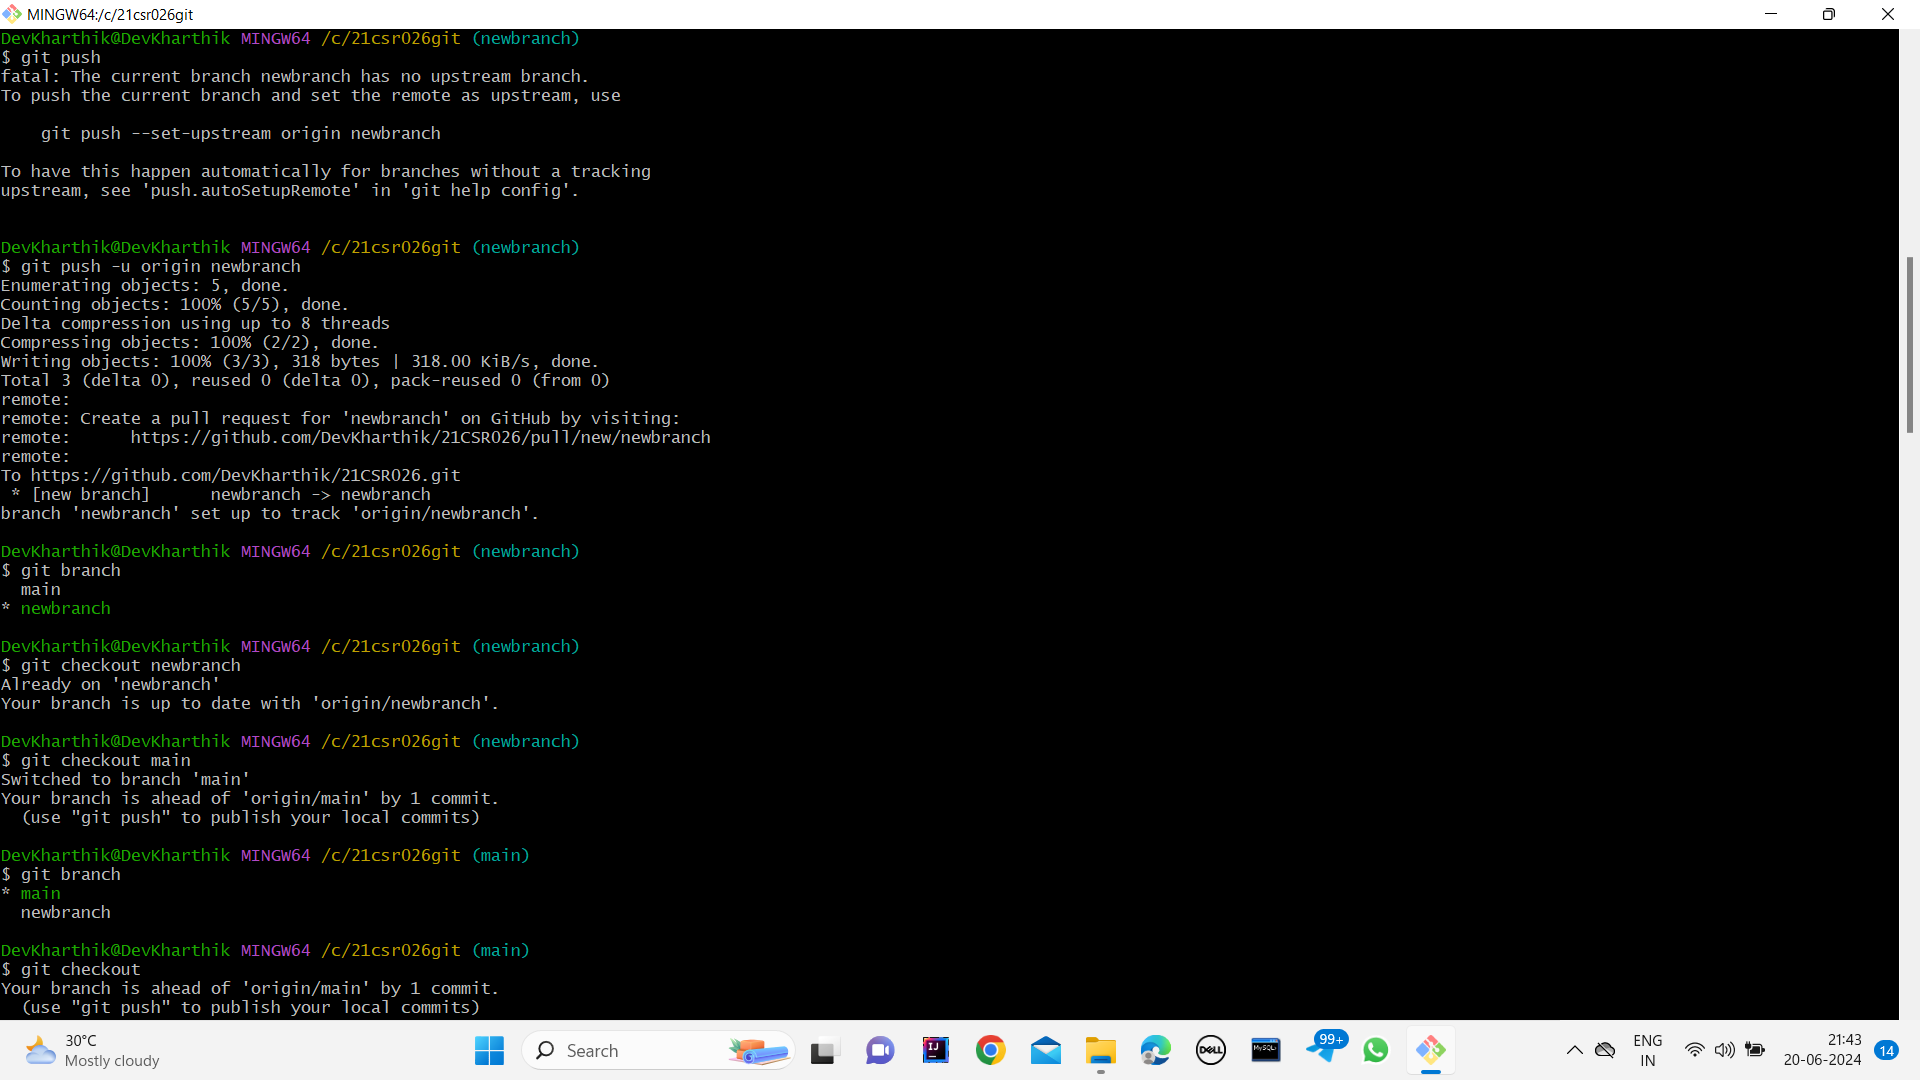 MINGW64:/c/21csr026git
DevKharthik@DevKharthik MINGW64 /c/21csr026git (newbranch)
$ git push
fatal: The current branch newbranch has no upstream branch.
To push the current branch and set the remote as upstream, use
    git push --set-upstream origin newbranch
To have this happen automatically for branches without a tracking
upstream, see 'push.autoSetupRemote' in 'git help config'.
DevKharthik@DevKharthik MINGW64 /c/21csr026git (newbranch)
$ git push -u origin newbranch
Enumerating objects: 5, done.
Counting objects: 100% (5/5), done.
Delta compression using up to 8 threads
Compressing objects: 100% (2/2), done.
Writing objects: 100% (3/3), 318 bytes | 318.00 KiB/s, done.
Total 3 (delta 0), reused 0 (delta 0), pack-reused 0 (from 0)
remote:
remote: Create a pull request for 'newbranch' on GitHub by visiting:
remote:      https://github.com/DevKharthik/21CSR026/pull/new/newbranch
remote:
To https://github.com/DevKharthik/21CSR026.git
 * [new branch]      newbranch -> newbranch
branch 'newbranch' set up to track 'origin/newbranch'.
DevKharthik@DevKharthik MINGW64 /c/21csr026git (newbranch)
$ git branch
  main
* newbranch
DevKharthik@DevKharthik MINGW64 /c/21csr026git (newbranch)
$ git checkout newbranch
Already on 'newbranch'
Your branch is up to date with 'origin/newbranch'.
DevKharthik@DevKharthik MINGW64 /c/21csr026git (newbranch)
$ git checkout main
Switched to branch 'main'
Your branch is ahead of 'origin/main' by 1 commit.
  (use "git push" to publish your local commits)
DevKharthik@DevKharthik MINGW64 /c/21csr026git (main)
$ git branch
* main
  newbranch
DevKharthik@DevKharthik MINGW64 /c/21csr026git (main)
$ git checkout
Your branch is ahead of 'origin/main' by 1 commit.
  (use "git push" to publish your local commits)
30°C
Mostly cloudy
Search
IJ
DELL
MySQL
99+
ENG
IN
21:43
20-06-2024
14